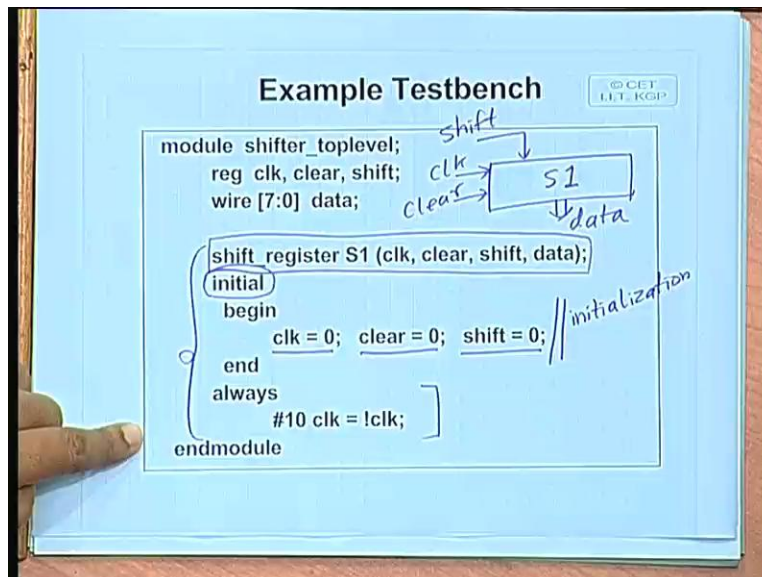 Example Testbench
© CET
I.I.T. KGP
module shifter_toplevel;
reg clk, clear, shift;
wire [7:0] data;
shift
clk
clear
S1
data
shift_register S1 (clk, clear, shift, data);
initial
begin
clk = 0; clear = 0; shift = 0; //initialization
end
always
#10 clk = !clk;
endmodule